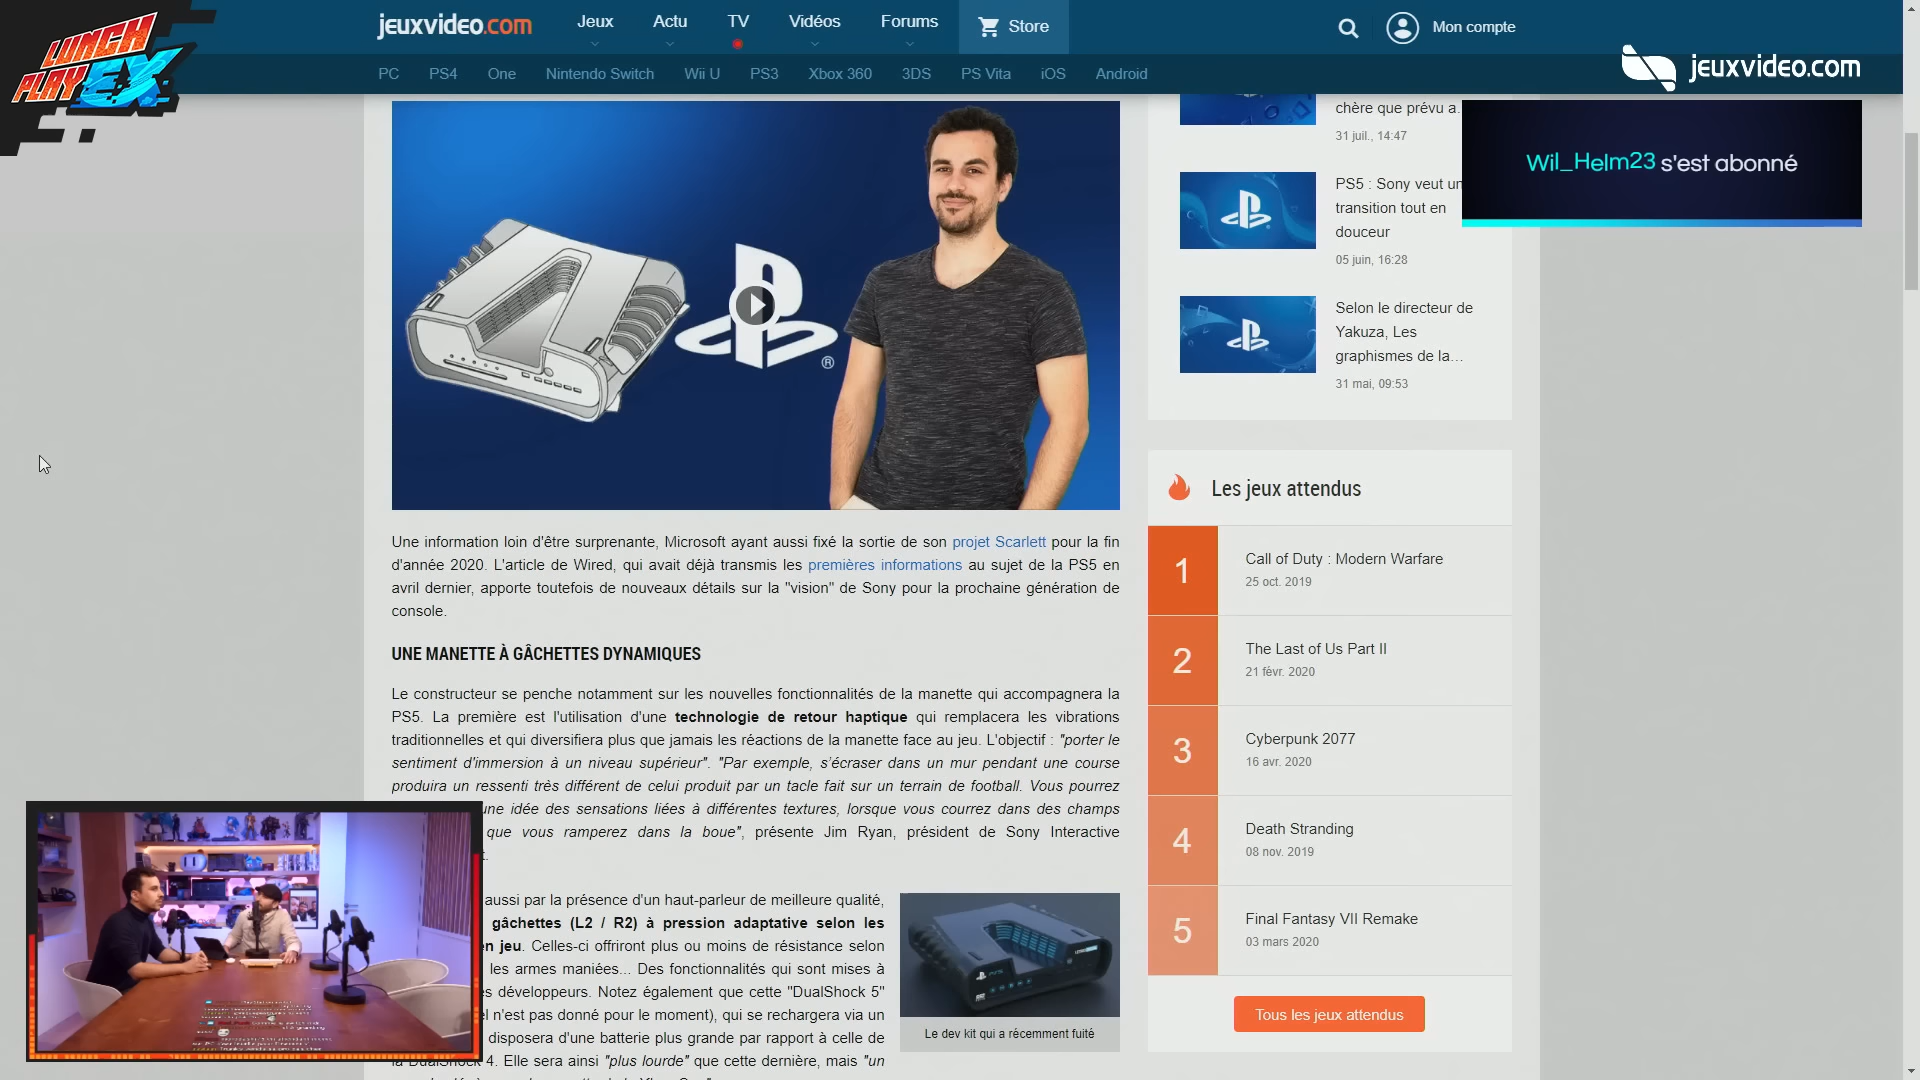 LUNCH
PLAY EX
jeuxvideo.com
Jeux
Actu
TV
Vidéos
Forums
Store
Mon compte
PC
PS4
One
Nintendo Switch
Wii U
PS3
Xbox 360
3DS
PS Vita
iOS
Android
jeuxvideo.com
Wil_Helm23 s'est abonné
chère que prévu a...
31 juil., 14:47
PS5 : Sony veut un
transition tout en
douceur
05 juin, 16:28
Selon le directeur de
Yakuza, Les
graphismes de la...
31 mai, 09:53
Une information loin d'être surprenante, Microsoft ayant aussi fixé la sortie de son projet Scarlett pour la fin
d'année 2020. L'article de Wired, qui avait déjà transmis les premières informations au sujet de la PS5 en
avril dernier, apporte toutefois de nouveaux détails sur la "vision" de Sony pour la prochaine génération de
console.
UNE MANETTE À GÂCHETTES DYNAMIQUES
Le constructeur se penche notamment sur les nouvelles fonctionnalités de la manette qui accompagnera la
PS5. La première est l'utilisation d'une technologie de retour haptique qui remplacera les vibrations
traditionnelles et qui diversifiera plus que jamais les réactions de la manette face au jeu. L'objectif : "porter le
sentiment d'immersion à un niveau supérieur". "Par exemple, s'écraser dans un mur pendant une course
produira un ressenti très différent de celui produit par un tacle fait sur un terrain de football. Vous pourrez
une idée des sensations liées à différentes textures, lorsque vous courrez dans des champs
que vous ramperez dans la boue", présente Jim Ryan, président de Sony Interactive
t.
aussi par la présence d'un haut-parleur de meilleure qualité,
gâchettes (L2 / R2) à pression adaptative selon les
en jeu. Celles-ci offriront plus ou moins de résistance selon
les armes maniées... Des fonctionnalités qui sont mises à
s développeurs. Notez également que cette "DualShock 5"
el n'est pas donné pour le moment), qui se rechargera via un
disposera d'une batterie plus grande par rapport à celle de
la DualShock 4. Elle sera ainsi "plus lourde" que cette dernière, mais "un
Le dev kit qui a récemment fuité
Les jeux attendus
1
Call of Duty : Modern Warfare
25 oct. 2019
2
The Last of Us Part II
21 févr. 2020
3
Cyberpunk 2077
16 avr. 2020
4
Death Stranding
08 nov. 2019
5
Final Fantasy VII Remake
03 mars 2020
Tous les jeux attendus